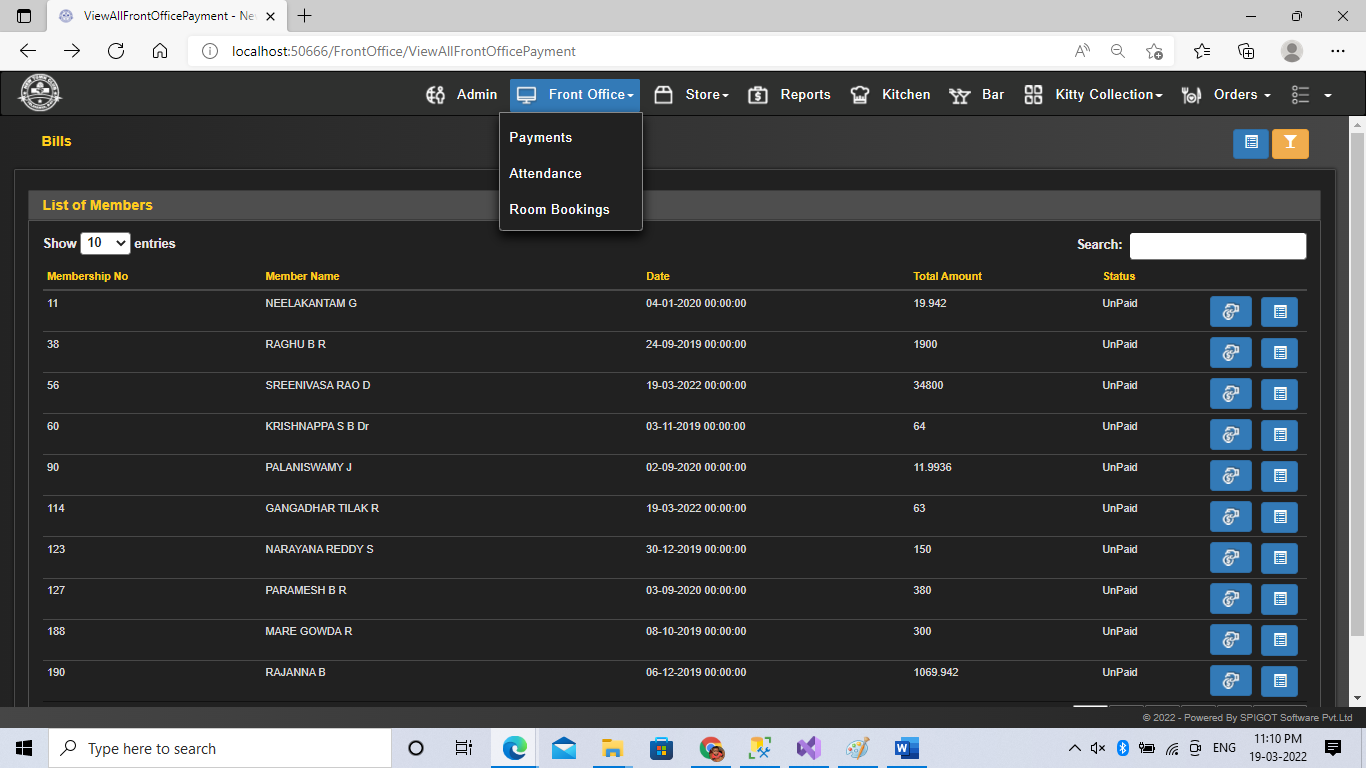 ViewAllFrontOfficePayment - Ne
localhost:50666/FrontOffice/ViewAllFrontOfficePayment
Admin Front Office Store Reports Kitchen Bar Kitty Collection Orders
Bills
Payments
Attendance
Room Bookings
List of Members
Show 10 entries Search:
Membership No Member Name Date Total Amount Status
11 NEELAKANTAM G 04-01-2020 00:00:00 19.942 UnPaid
38 RAGHU B R 24-09-2019 00:00:00 1900 UnPaid
56 SREENIVASA RAO D 19-03-2022 00:00:00 34800 UnPaid
60 KRISHNAPPA S B Dr 03-11-2019 00:00:00 64 UnPaid
90 PALANISWAMY J 02-09-2020 00:00:00 11.9936 UnPaid
114 GANGADHAR TILAK R 19-03-2022 00:00:00 63 UnPaid
123 NARAYANA REDDY S 30-12-2019 00:00:00 150 UnPaid
127 PARAMESH B R 03-09-2020 00:00:00 380 UnPaid
188 MARE GOWDA R 08-10-2019 00:00:00 300 UnPaid
190 RAJANNA B 06-12-2019 00:00:00 1069.942 UnPaid
© 2022 - Powered By SPIGOT Software Pvt.Ltd
Type here to search
ENG
11:10 PM
19-03-2022